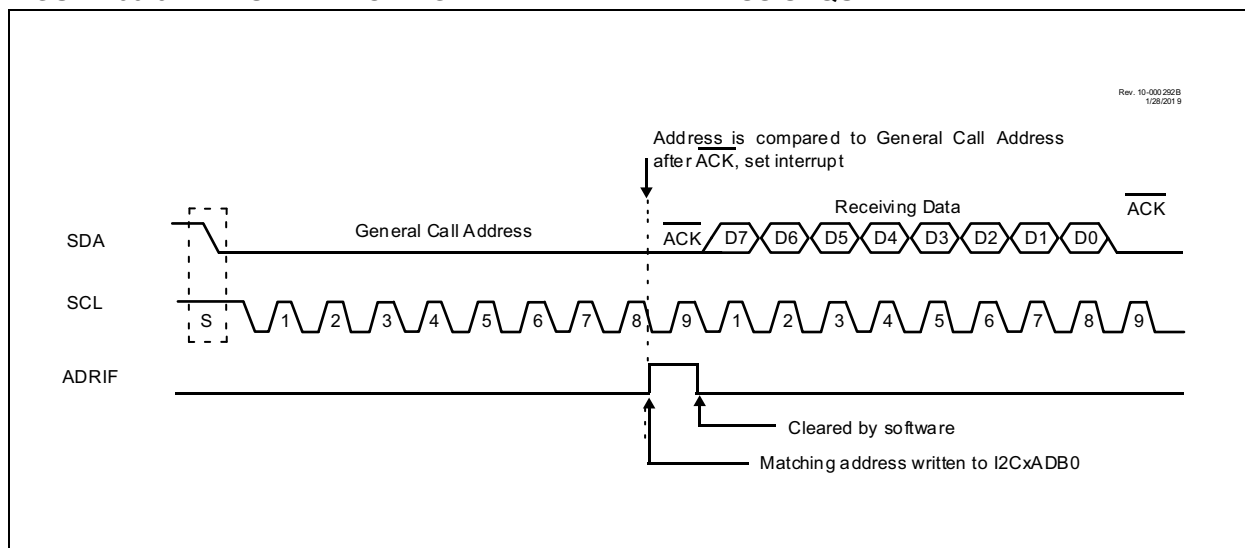 Rev. 10-000292B
1/28/2019
Address is compared to General Call Address
after ACK, set interrupt
Receiving Data
ACK
SDA
General Call Address
ACK
D7 D6 D5 D4 D3 D2 D1 D0
SCL
S
1 2 3 4 5 6 7 8 9 1 2 3 4 5 6 7 8 9
ADRIF
Cleared by software
Matching address written to I2CxADB0